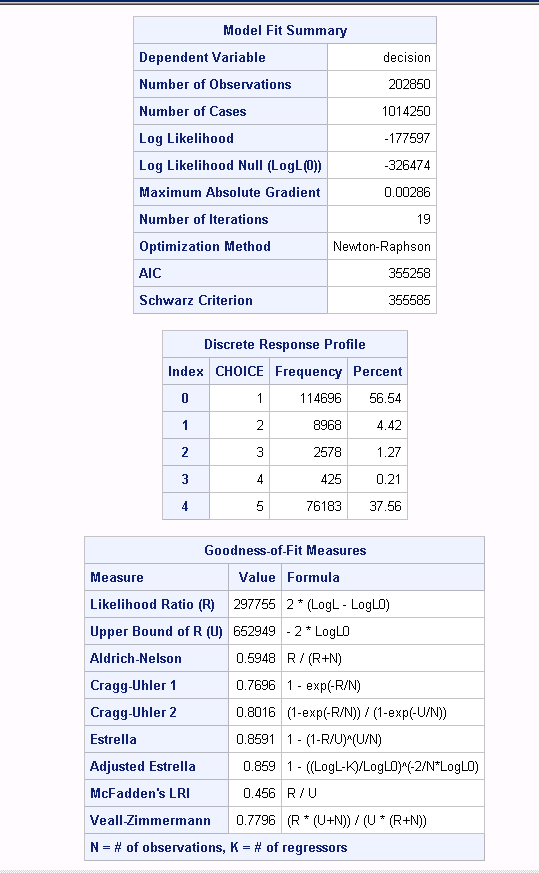 Model Fit Summary
Dependent Variable decision
Number of Observations 202850
Number of Cases 1014250
Log Likelihood -177597
Log Likelihood Null (LogL(0)) -326474
Maximum Absolute Gradient 0.00286
Number of Iterations 19
Optimization Method Newton-Raphson
AIC 355258
Schwarz Criterion 355585
Discrete Response Profile
Index CHOICE Frequency Percent
0 1 114696 56.54
1 2 8968 4.42
2 3 2578 1.27
3 4 425 0.21
4 5 76183 37.56
Goodness-of-Fit Measures
Measure Value Formula
Likelihood Ratio (R) 297755 2 * (LogL - LogL0)
Upper Bound of R (U) 652949 - 2 * LogL0
Aldrich-Nelson 0.5948 R / (R+N)
Cragg-Uhler 1 0.7696 1 - exp(-R/N)
Cragg-Uhler 2 0.8016 (1-exp(-R/N)) / (1-exp(-U/N))
Estrella 0.8591 1 - (1-R/U)^(U/N)
Adjusted Estrella 0.859 1 - ((LogL-K)/LogL0)^(-2/N*LogL0)
McFadden's LRI 0.456 R / U
Veall-Zimmermann 0.7796 (R * (U+N)) / (U * (R+N))
N = # of observations, K = # of regressors